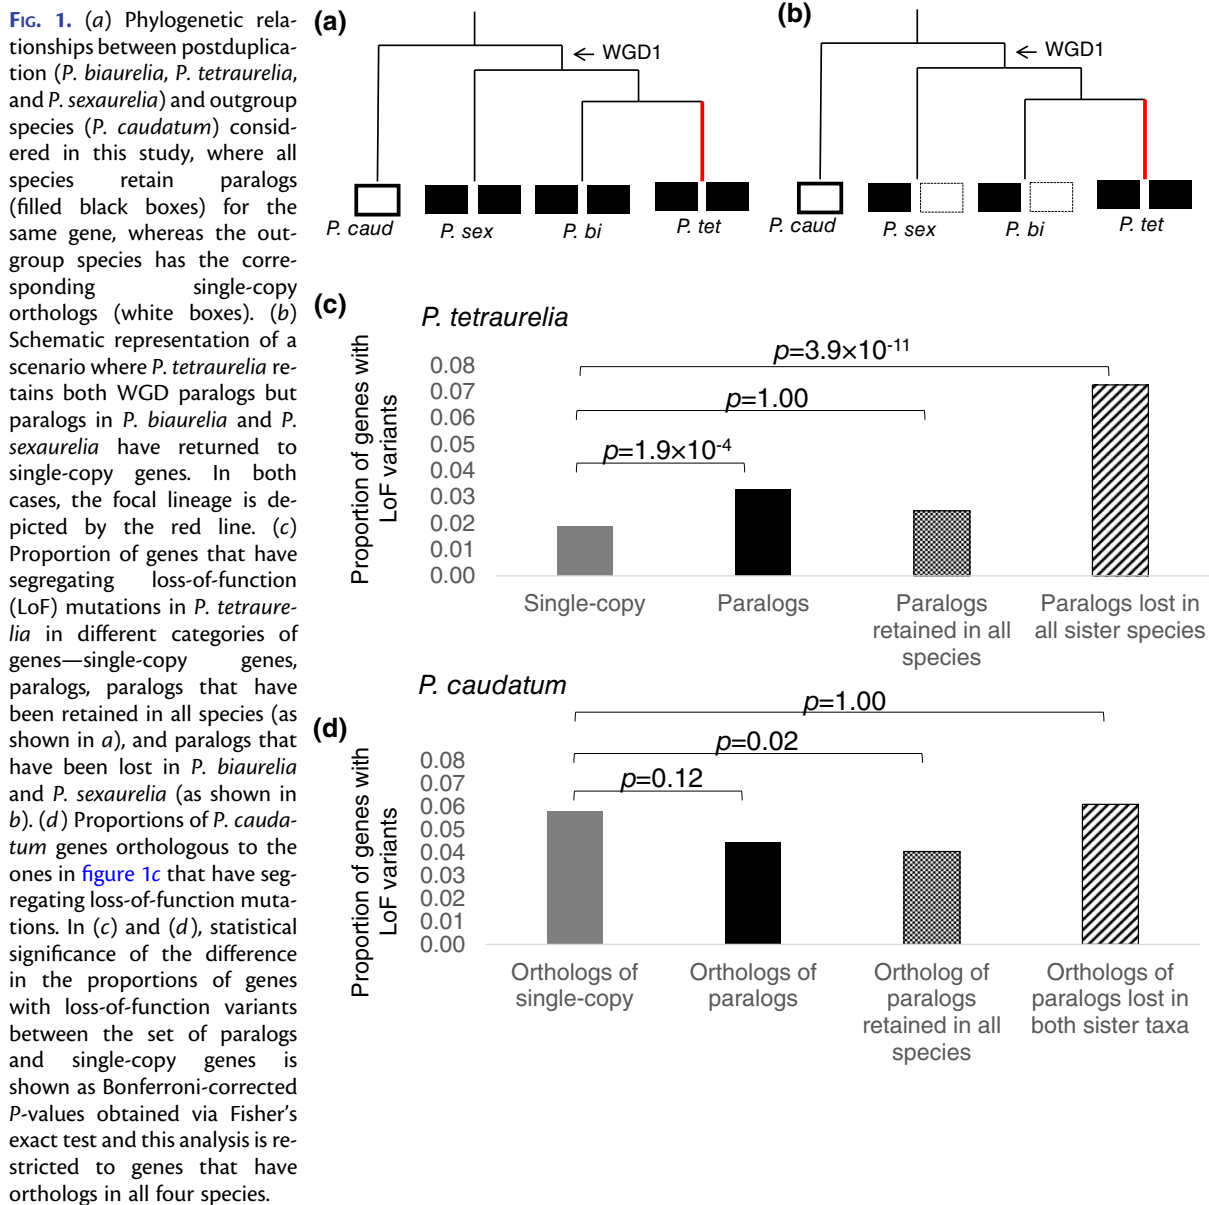 FIG. 1. (a) Phylogenetic rela-
tionships between postduplica-
tion (P. biaurelia, P. tetraurelia,
and P. sexaurelia) and outgroup
species (P. caudatum) consid-
ered in this study, where all
species retain paralogs
(filled black boxes) for the
same gene, whereas the out-
group species has the corre-
sponding single-copy
orthologs (white boxes). (b)
Schematic representation of a
scenario where P. tetraurelia re-
tains both WGD paralogs but
paralogs in P. biaurelia and P.
sexaurelia have returned to
single-copy genes. In both
cases, the focal lineage is de-
picted by the red line. (c)
Proportion of genes that have
segregating loss-of-function
(LoF) mutations in P. tetraure-
lia in different categories of
genes—single-copy genes,
paralogs, paralogs that have
been retained in all species (as
shown in a), and paralogs that
have been lost in P. biaurelia
and P. sexaurelia (as shown in
b). (d) Proportions of P. cauda-
tum genes orthologous to the
ones in figure 1c that have seg-
regating loss-of-function muta-
tions. In (c) and (d), statistical
significance of the difference
in the proportions of genes
with loss-of-function variants
between the set of paralogs
and single-copy genes is
shown as Bonferroni-corrected
P-values obtained via Fisher's
exact test and this analysis is re-
stricted to genes that have
orthologs in all four species.
(a)
WGD1
P. caud
P. sex
P. bi
P. tet
(b)
WGD1
P. caud
P. sex
P. bi
P. tet
(c)
P. tetraurelia
Proportion of genes with
LoF variants
0.08
0.07
0.06
0.05
0.04
0.03
0.02
0.01
0.00
p=3.9×10-11
p=1.00
p=1.9×10-4
Single-copy
Paralogs
Paralogs
retained in all
species
Paralogs lost in
all sister species
P. caudatum
(d)
Proportion of genes with
LoF variants
0.08
0.07
0.06
0.05
0.04
0.03
0.02
0.01
0.00
p=1.00
p=0.02
p=0.12
Orthologs of
single-copy
Orthologs of
paralogs
Ortholog of
paralogs
retained in all
species
Orthologs of
paralogs lost in
both sister taxa